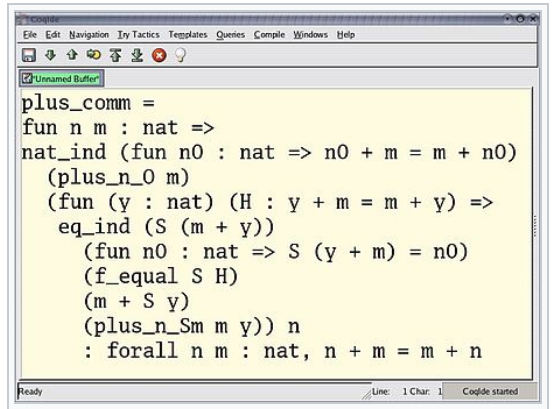 CoqIde
File Edit Navigation Try Tactics Templates Queries Compile Windows Help
*Unnamed Buffer*
plus_comm =
fun n m : nat =>
nat_ind (fun n0 : nat => n0 + m = m + n0)
(plus_n_O m)
(fun (y : nat) (H : y + m = m + y) =>
eq_ind (S (m + y))
(fun n0 : nat => S (y + m) = n0)
(f_equal S H)
(m + S y)
(plus_n_Sm m y)) n
: forall n m : nat, n + m = m + n
Ready Line: 1 Char: 1 CoqIde started